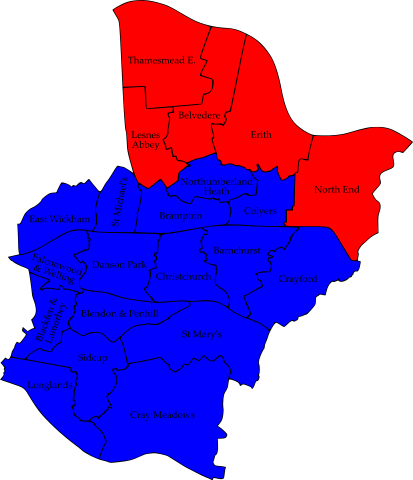 Thamesmead E.
Belvedere
Lesnes
Abbey
Erith
Northumberland
Heath
North End
St Michael's
East Wickham
Brampton
Colyers
Barnehurst
Falconwood
& Welling
Danson Park
Christchurch
Crayford
Blackfen &
Lamorbey
Blendon & Penhill
St Mary's
Sidcup
Longlands
Cray Meadows